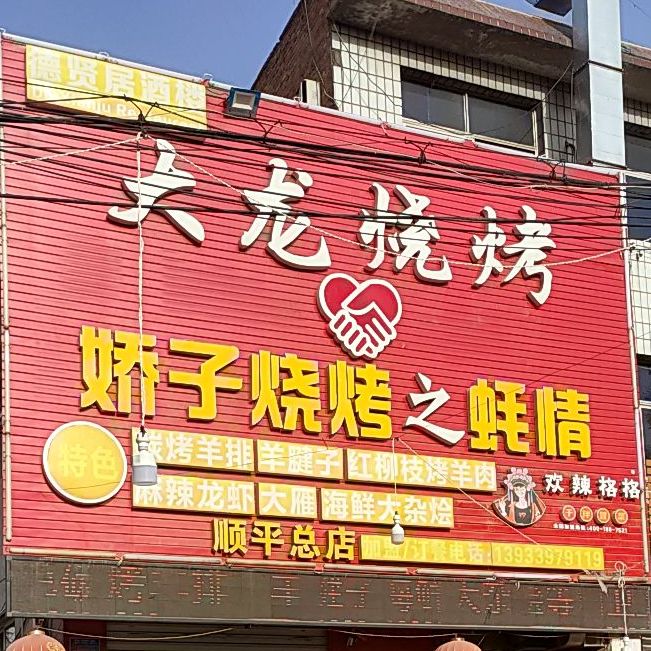 德贤居酒楼
大龙烧烤
娇子烧烤之蚝情
特色
炭烤羊排 羊腱子 红柳枝烤羊肉
麻辣龙虾 大雁 海鲜大杂烩
欢辣格格
顺平总店
加盟/订餐电话:13933979119